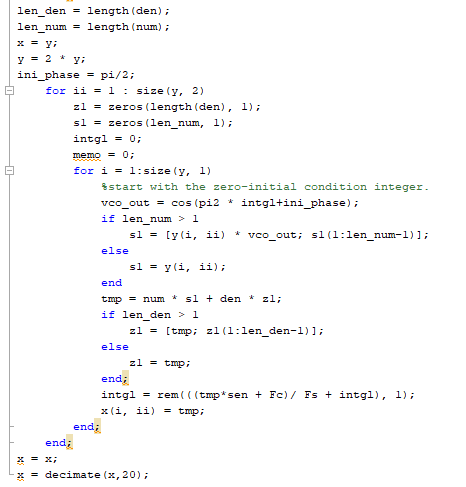 len_den = length(den);
len_num = length(num);
x = y;
y = 2 * y;
ini_phase = pi/2;
for ii = 1 : size(y, 2)
z1 = zeros(length(den), 1);
s1 = zeros(len_num, 1);
intgl = 0;
memo = 0;
for i = 1:size(y, 1)
%start with the zero-initial condition integer.
vco_out = cos(pi2 * intgl+ini_phase);
if len_num > 1
s1 = [y(i, ii) * vco_out; s1(1:len_num-1)];
else
s1 = y(i, ii);
end
tmp = num * s1 + den * z1;
if len_den > 1
z1 = [tmp; z1(1:len_den-1)];
else
z1 = tmp;
end;
intgl = rem(((tmp*sen + Fc)/ Fs + intgl), 1);
x(i, ii) = tmp;
end;
end;
x = x;
x = decimate(x,20);